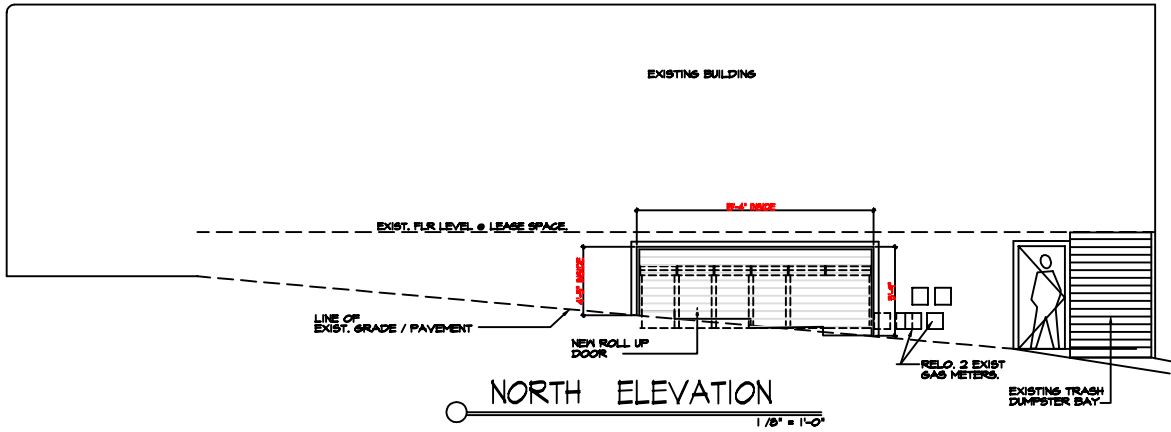 EXISTING BUILDING
EXIST. FLR LEVEL @ LEASE SPACE.
LINE OF
EXIST. GRADE / PAVEMENT
NEW ROLL UP
DOOR
RELO. 2 EXIST
GAS METERS.
EXISTING TRASH
DUMPSTER BAY
NORTH ELEVATION
1/8" = 1'-0"